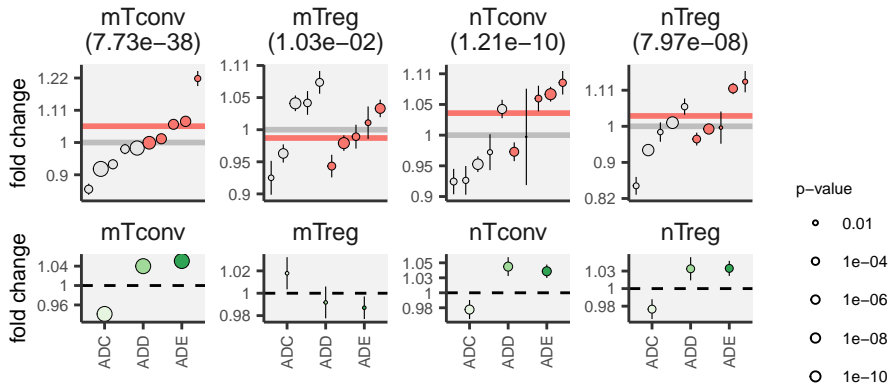 mTconv
(7.73e−38)
mTreg
(1.03e−02)
nTconv
(1.21e−10)
nTreg
(7.97e−08)
fold change
1.22
1.11
1
0.9
1.11
1.05
1
0.95
0.9
1.11
1.05
1
0.95
0.9
1.11
1
0.9
0.82
mTconv
mTreg
nTconv
nTreg
fold change
1.04
1.00
0.96
1.02
1.00
0.98
1.05
1.03
1
0.98
1.03
1
0.98
ADC
ADD
ADE
ADC
ADD
ADE
ADC
ADD
ADE
ADC
ADD
ADE
p−value
0.01
1e−04
1e−06
1e−08
1e−10